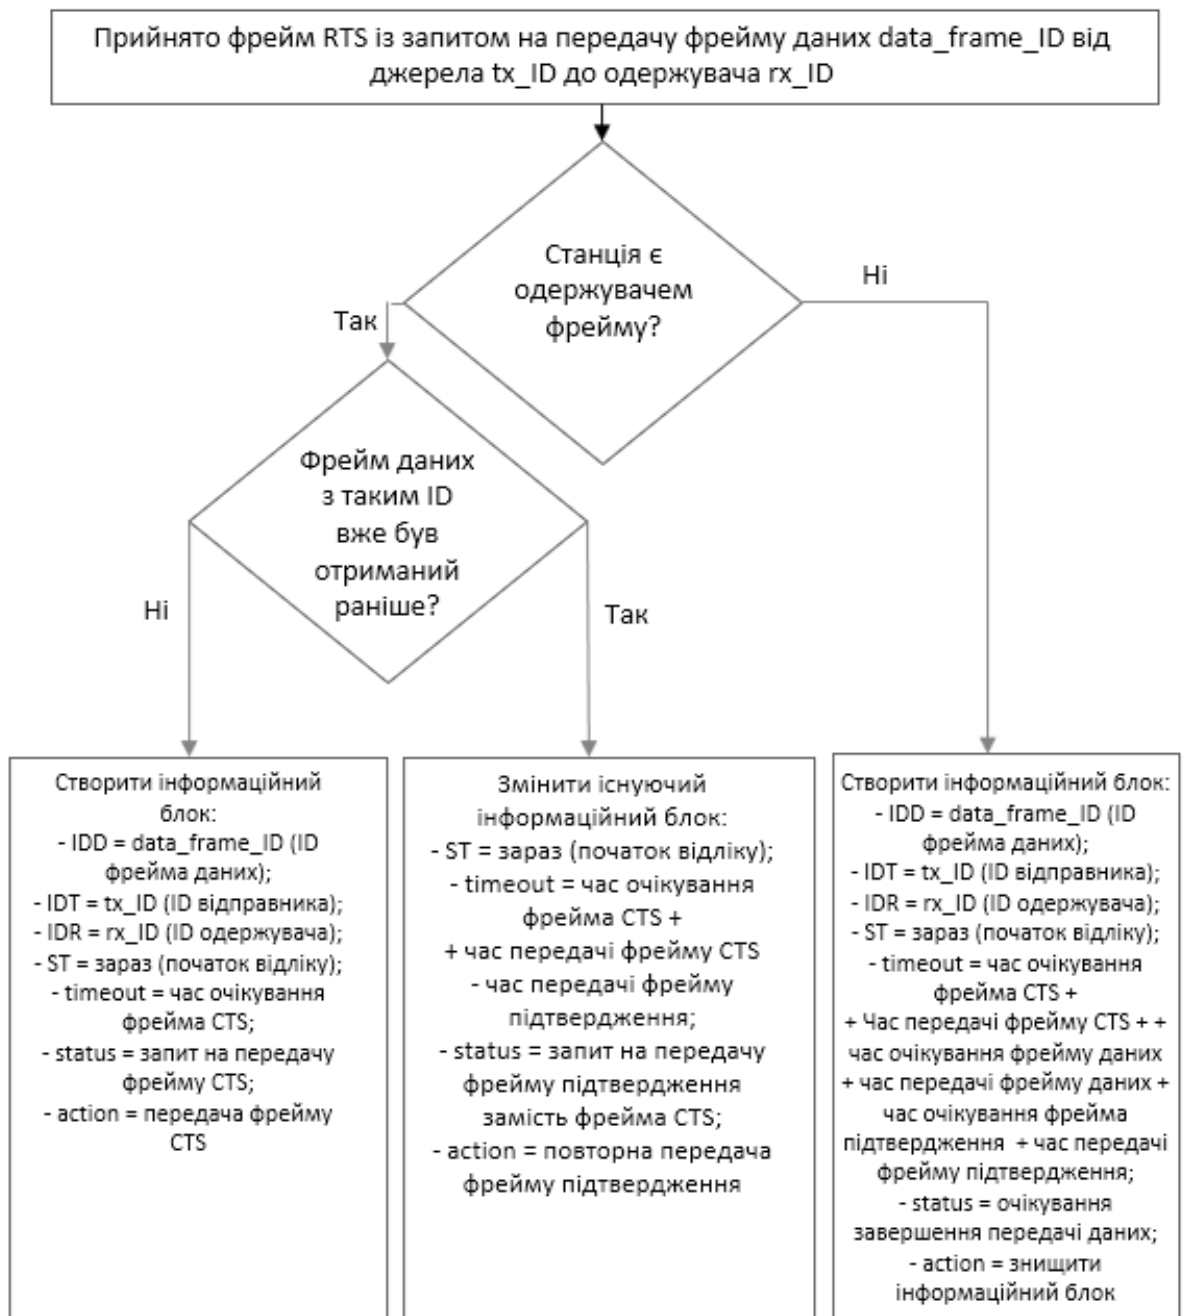 Прийнято фрейм RTS із запитом на передачу фрейму даних data_frame_ID від
джерела tx_ID до одержувача rx_ID
Станція є
одержувачем
фрейму?
Ні
Так
Фрейм даних
з таким ID
вже був
отриманий
раніше?
Ні
Так
Створити інформаційний
блок:
- IDD = data_frame_ID (ID
фрейма даних);
- IDT = tx_ID (ID відправника);
- IDR = rx_ID (ID одержувача);
- ST = зараз (початок відліку);
- timeout = час очікування
фрейма CTS;
- status = запит на передачу
фрейму CTS;
- action = передача фрейму
CTS
Змінити існуючий
інформаційний блок:
- ST = зараз (початок відліку);
- timeout = час очікування
фрейма CTS +
+ час передачі фрейму CTS
- час передачі фрейму
підтвердження;
- status = запит на передачу
фрейму підтвердження
замість фрейма CTS;
- action = повторна передача
фрейму підтвердження
Створити інформаційний блок:
- IDD = data_frame_ID (ID
фрейма даних);
- IDT = tx_ID (ID відправника);
- IDR = rx_ID (ID одержувача);
- ST = зараз (початок відліку);
- timeout = час очікування
фрейма CTS +
+ Час передачі фрейму CTS + +
час очікування фрейму даних
+ час передачі фрейму даних +
час очікування фрейма
підтвердження + час передачі
фрейму підтвердження;
- status = очікування
завершення передачі даних;
- action = знищити
інформаційний блок